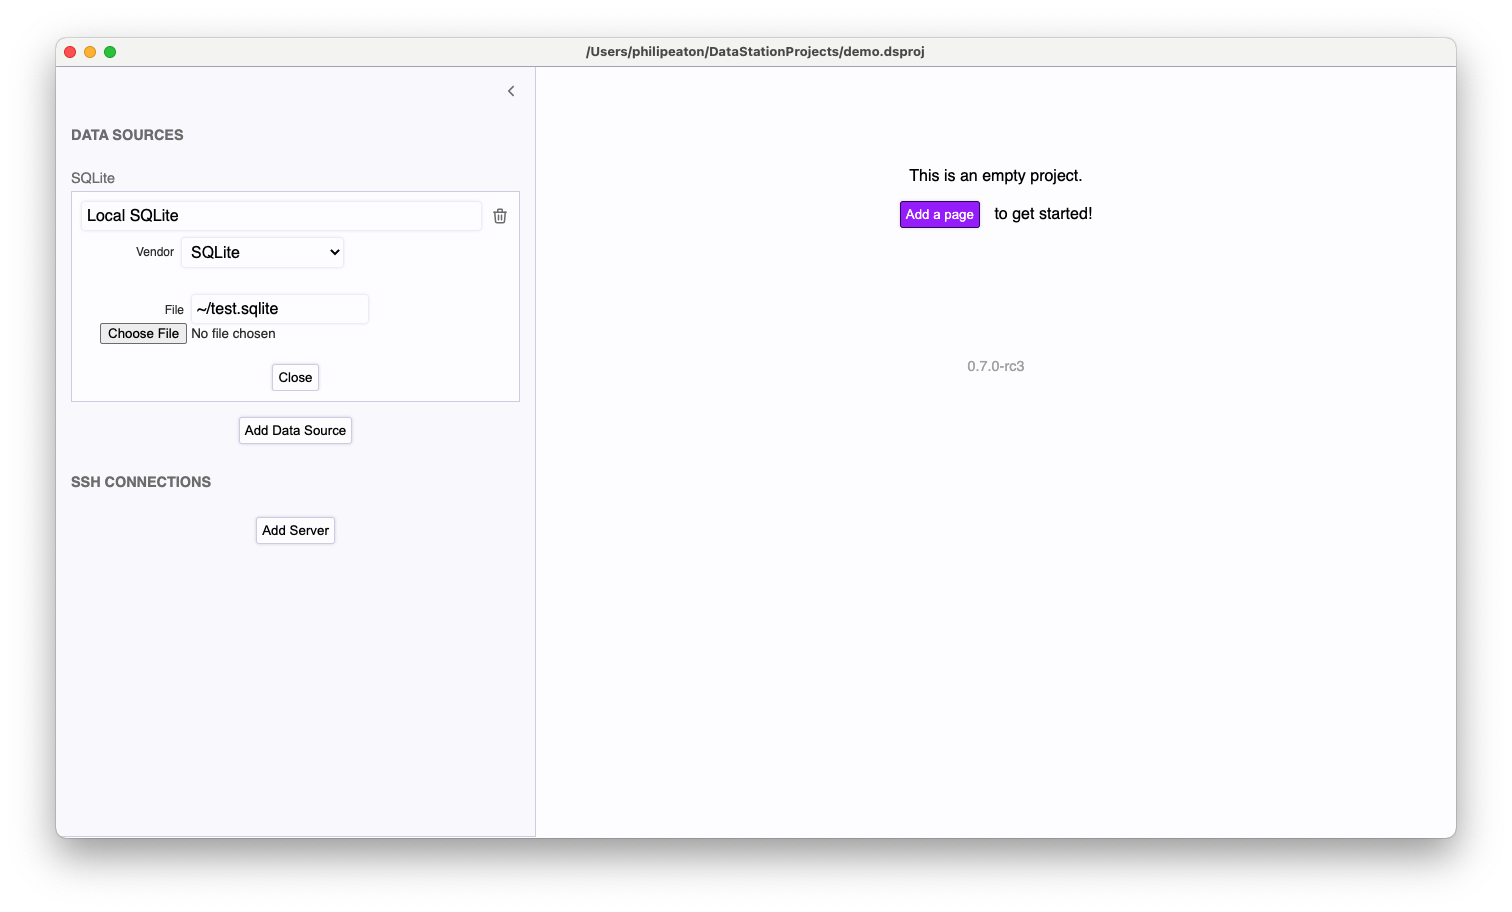 /Users/philipeaton/DataStationProjects/demo.dsproj
DATA SOURCES
SQLite
Local SQLite
Vendor SQLite
File ~/test.sqlite
Choose File No file chosen
Close
Add Data Source
SSH CONNECTIONS
Add Server
This is an empty project.
Add a page to get started!
0.7.0-rc3